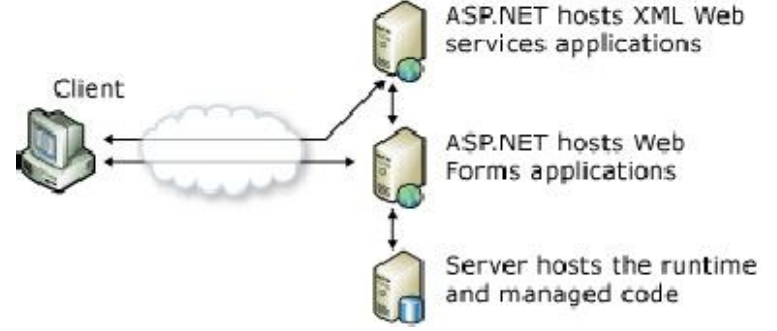 ASP.NET hosts XML Web
services applications
Client
ASP.NET hosts Web
Forms applications
Server hosts the runtime
and managed code